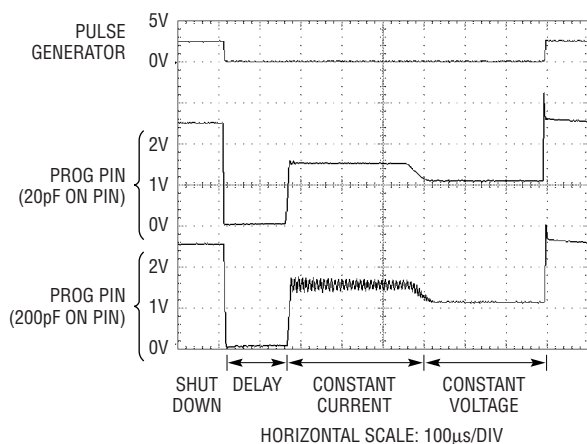 PULSE
GENERATOR
5V
0V
PROG PIN
(20pF ON PIN)
2V
1V
0V
PROG PIN
(200pF ON PIN)
2V
1V
0V
SHUT
DOWN
DELAY
CONSTANT
CURRENT
CONSTANT
VOLTAGE
HORIZONTAL SCALE: 100μs/DIV